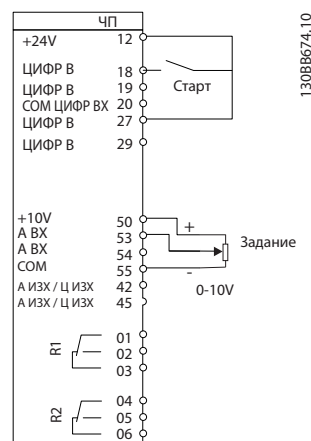 ЧП
+24V 12
ЦИФР В 18
ЦИФР В 19
COM ЦИФР ВХ 20
ЦИФР В 27
ЦИФР В 29
Старт
+10V 50
А ВХ 53
А ВХ 54
COM 55
А ИЗХ / Ц ИЗХ 42
А ИЗХ / Ц ИЗХ 45
+
-
Задание
0-10V
R1
01
02
03
R2
04
05
06
130BB674.10